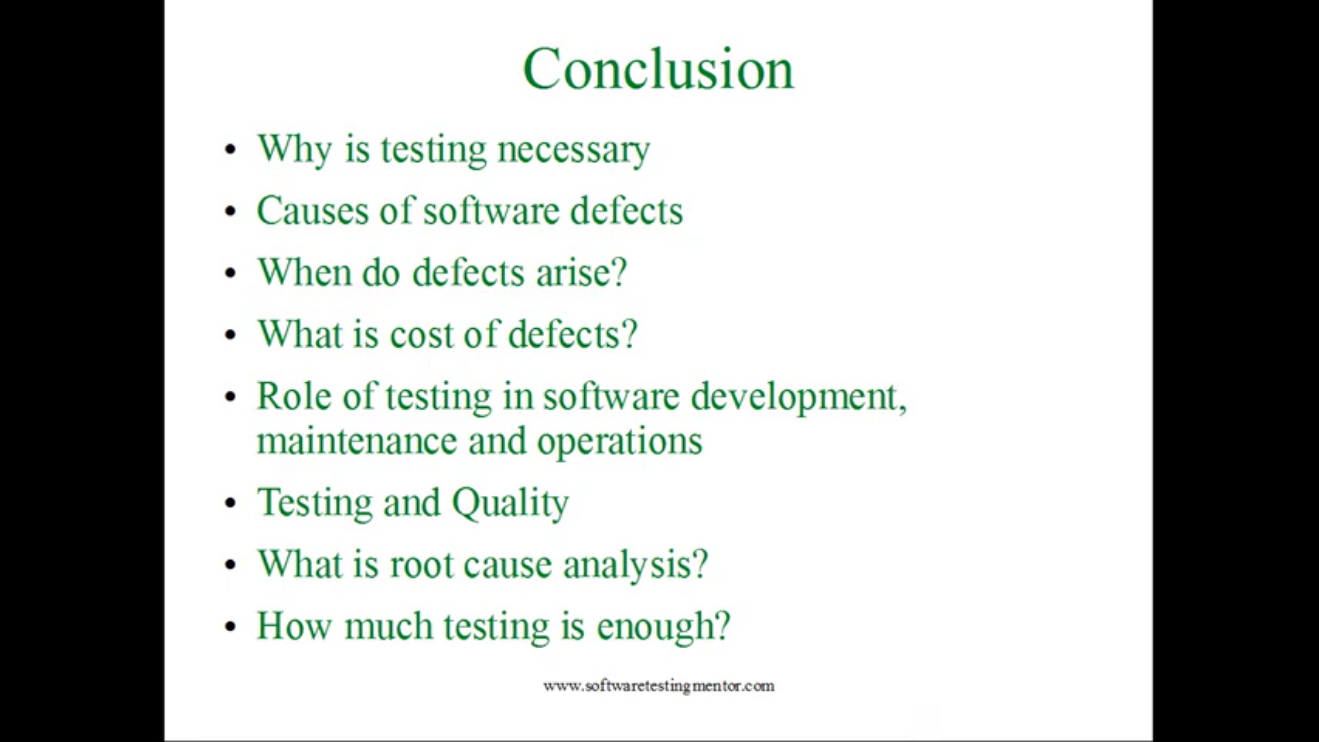 Conclusion
• Why is testing necessary
• Causes of software defects
• When do defects arise?
• What is cost of defects?
• Role of testing in software development,
maintenance and operations
• Testing and Quality
• What is root cause analysis?
• How much testing is enough?
www.softwaretestingmentor.com